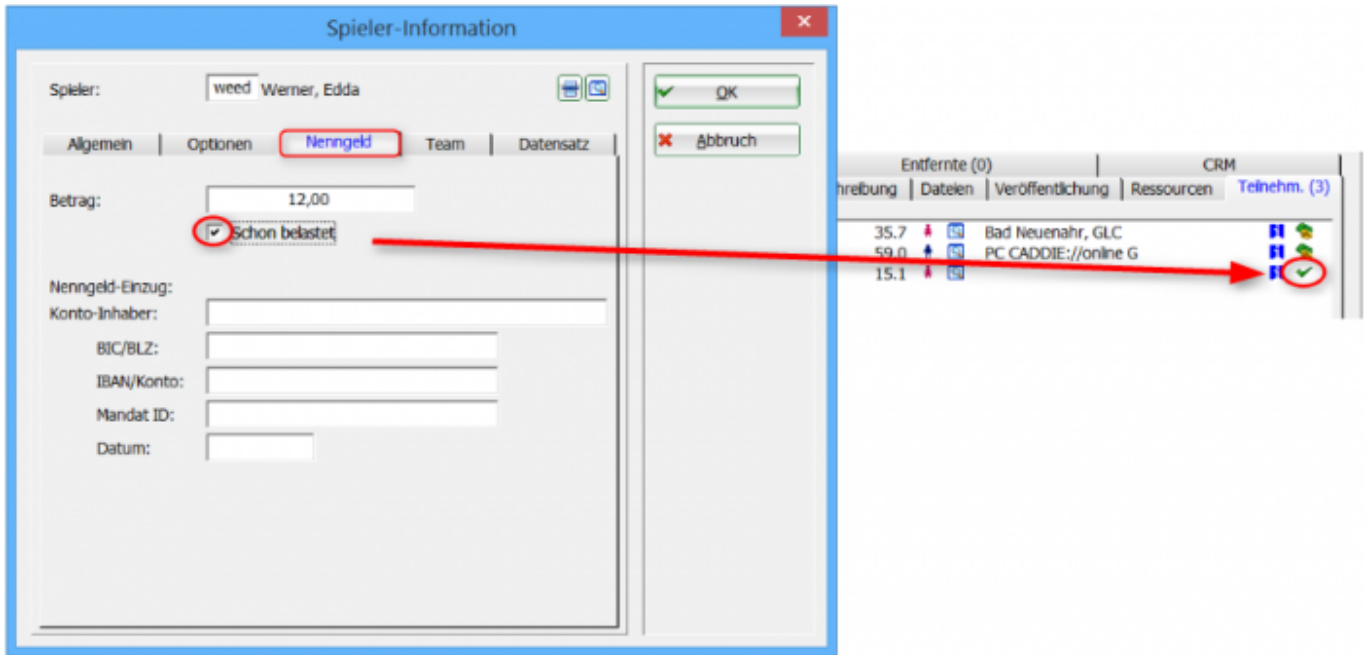 Spieler-Information
Spieler: weed Werner, Edda
OK
Abbruch
Allgemein Optionen Nenngeld Team Datensatz
Betrag: 12,00
Schon belastet
Nenngeld-Einzug:
Konto-Inhaber:
BIC/BLZ:
IBAN/Konto:
Mandat ID:
Datum:
Entfernte (0) CRM
hreibung Dateien Veröffentlichung Ressourcen Teilnehm. (3)
35.7 Bad Neuenahr, GLC
59.0 PC CADDIE://online G
15.1